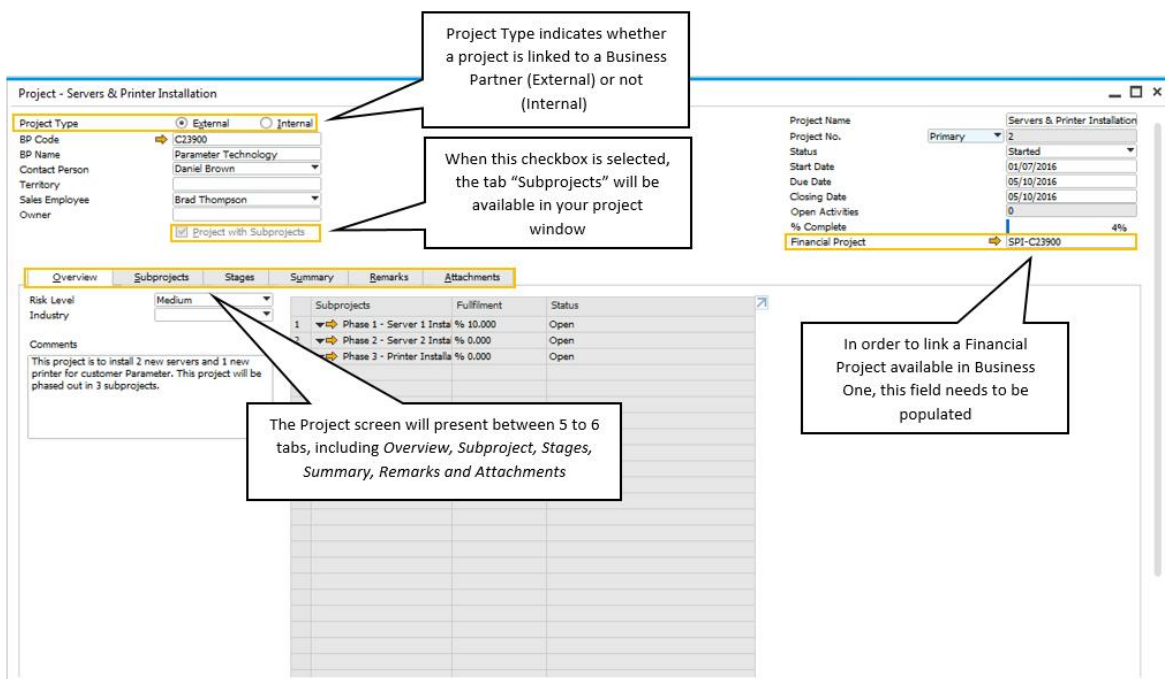 Project Type indicates whether
a project is linked to a Business
Partner (External) or not
(Internal)
Project - Servers & Printer Installation
Project Type External Internal
BP Code C23900
BP Name Parameter Technology
Contact Person Daniel Brown
Territory
Sales Employee Brad Thompson
Owner
Project with Subprojects
When this checkbox is selected,
the tab "Subprojects" will be
available in your project
window
Project Name Servers & Printer Installation
Project No. Primary 2
Status Started
Start Date 01/07/2016
Due Date 05/10/2016
Closing Date 05/10/2016
Open Activities 0
% Complete 4%
Financial Project SPI-C23900
Overview Subprojects Stages Summary Remarks Attachments
Risk Level Medium
Industry
Comments
This project is to install 2 new servers and 1 new
printer for customer Parameter. This project will be
phased out in 3 subprojects.
Subprojects Fullfilment Status
1 Phase 1 - Server 1 Insta % 10.000 Open
2 Phase 2 - Server 2 Insta % 0.000 Open
Phase 3 - Printer Installa % 0.000 Open
In order to link a Financial
Project available in Business
One, this field needs to be
populated
The Project screen will present between 5 to 6
tabs, including Overview, Subproject, Stages,
Summary, Remarks and Attachments